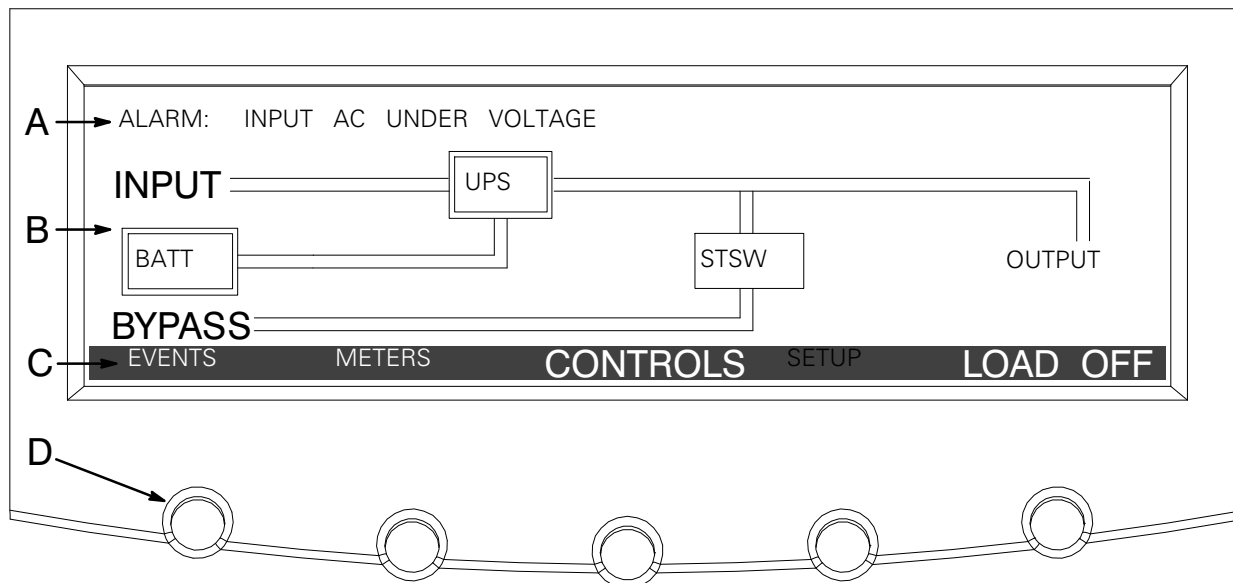 A ALARM: INPUT AC UNDER VOLTAGE
INPUT UPS
B
BATT STSW OUTPUT
BYPASS
C EVENTS METERS CONTROLS SETUP LOAD OFF
D